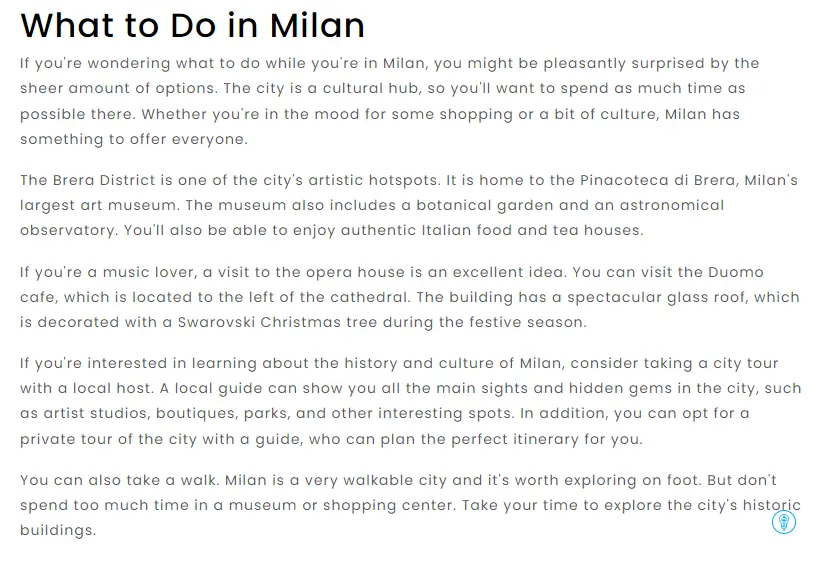 What to Do in Milan
If you're wondering what to do while you're in Milan, you might be pleasantly surprised by the
sheer amount of options. The city is a cultural hub, so you'll want to spend as much time as
possible there. Whether you're in the mood for some shopping or a bit of culture, Milan has
something to offer everyone.
The Brera District is one of the city's artistic hotspots. It is home to the Pinacoteca di Brera, Milan's
largest art museum. The museum also includes a botanical garden and an astronomical
observatory. You'll also be able to enjoy authentic Italian food and tea houses.
If you're a music lover, a visit to the opera house is an excellent idea. You can visit the Duomo
cafe, which is located to the left of the cathedral. The building has a spectacular glass roof, which
is decorated with a Swarovski Christmas tree during the festive season.
If you're interested in learning about the history and culture of Milan, consider taking a city tour
with a local host. A local guide can show you all the main sights and hidden gems in the city, such
as artist studios, boutiques, parks, and other interesting spots. In addition, you can opt for a
private tour of the city with a guide, who can plan the perfect itinerary for you.
You can also take a walk. Milan is a very walkable city and it's worth exploring on foot. But don't
spend too much time in a museum or shopping center. Take your time to explore the city's historic
buildings.